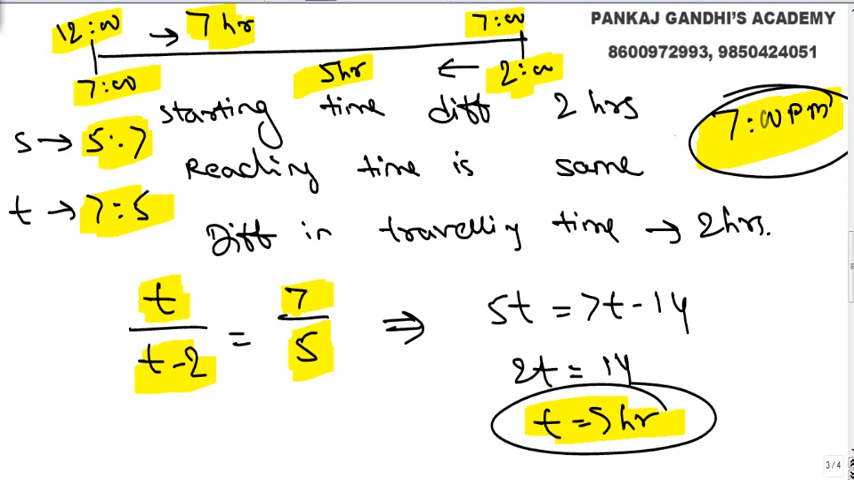 PANKAJ GANDHI'S ACADEMY
8600972993, 9850424051
12:00 → 7 hr 7:00
7:00 5hr ← 2:00
starting time diff 2 hrs
7:00 PM
s → 5:7
Reaching time is same
t → 7:5
Diff in travelliy time → 2hrs.
t/t-2 = 7/5 ⇒ 5t = 7t-14
2t = 14
t = 5 hr
3/4